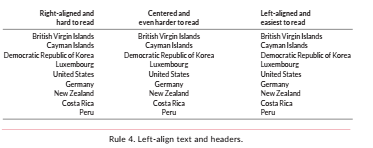 Right-aligned and Centered and Left-aligned and
hard to read even harder to read easiest to read
British Virgin Islands British Virgin Islands British Virgin Islands
Cayman Islands Cayman Islands Cayman Islands
Democratic Republic of Korea Democratic Republic of Korea Democratic Republic of Korea
Luxembourg Luxembourg Luxembourg
United States United States United States
Germany Germany Germany
New Zealand New Zealand New Zealand
Costa Rica Costa Rica Costa Rica
Peru Peru Peru
Rule 4. Left-align text and headers.